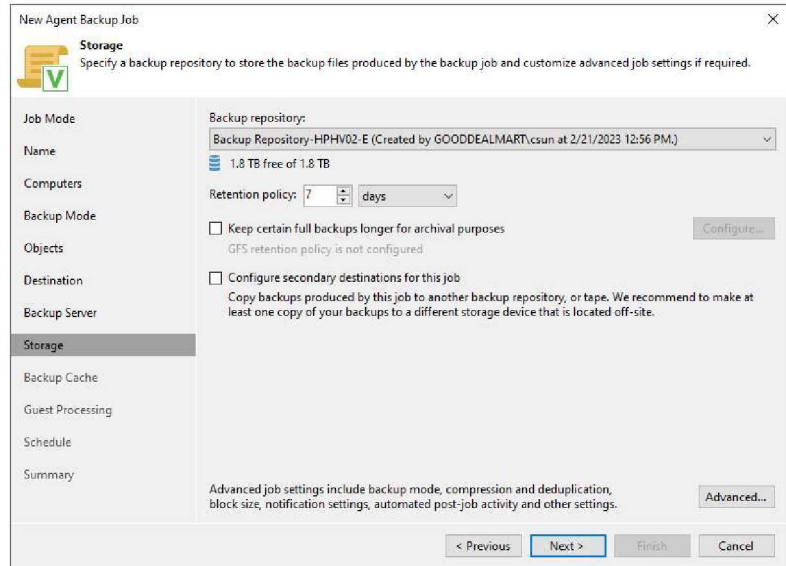 New Agent Backup Job
Storage
Specify a backup repository to store the backup files produced by the backup job and customize advanced job settings if required.
Job Mode
Name
Computers
Backup Mode
Objects
Destination
Backup Server
Storage
Backup Cache
Guest Processing
Schedule
Summary
Backup repository:
Backup Repository-HPHV02-E (Created by GOODDEALMART\csun at 2/21/2023 12:56 PM.)
1.8 TB free of 1.8 TB
Retention policy: 7 days
Keep certain full backups longer for archival purposes
Configure...
GFS retention policy is not configured
Configure secondary destinations for this job
Copy backups produced by this job to another backup repository, or tape. We recommend to make at
least one copy of your backups to a different storage device that is located off-site.
Advanced job settings include backup mode, compression and deduplication,
block size, notification settings, automated post-job activity and other settings.
Advanced...
< Previous
Next >
Finish
Cancel